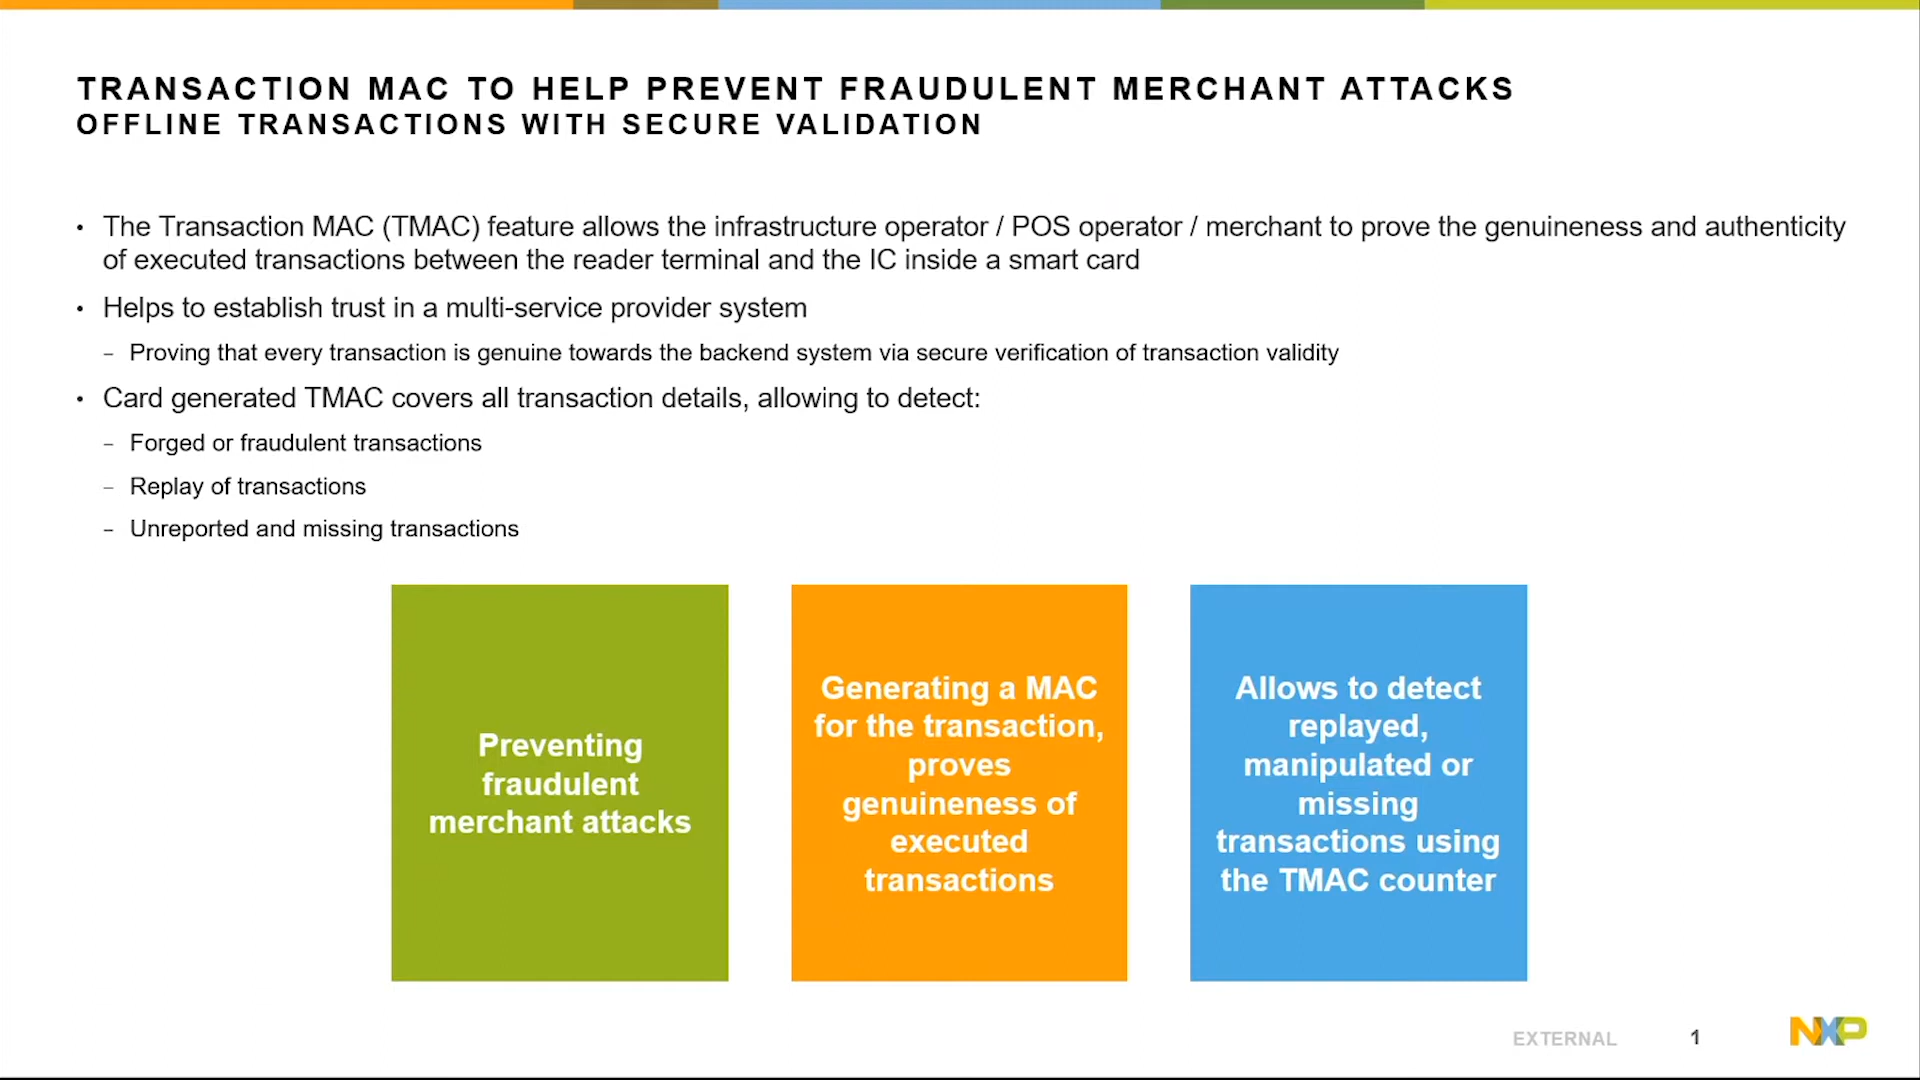 TRANSACTION MAC TO HELP PREVENT FRAUDULENT MERCHANT ATTACKS
OFFLINE TRANSACTIONS WITH SECURE VALIDATION
• The Transaction MAC (TMAC) feature allows the infrastructure operator / POS operator / merchant to prove the genuineness and authenticity
of executed transactions between the reader terminal and the IC inside a smart card
• Helps to establish trust in a multi-service provider system
– Proving that every transaction is genuine towards the backend system via secure verification of transaction validity
• Card generated TMAC covers all transaction details, allowing to detect:
– Forged or fraudulent transactions
– Replay of transactions
– Unreported and missing transactions
Preventing
fraudulent
merchant attacks
Generating a MAC
for the transaction,
proves
genuineness of
executed
transactions
Allows to detect
replayed,
manipulated or
missing
transactions using
the TMAC counter
EXTERNAL
1
NXP